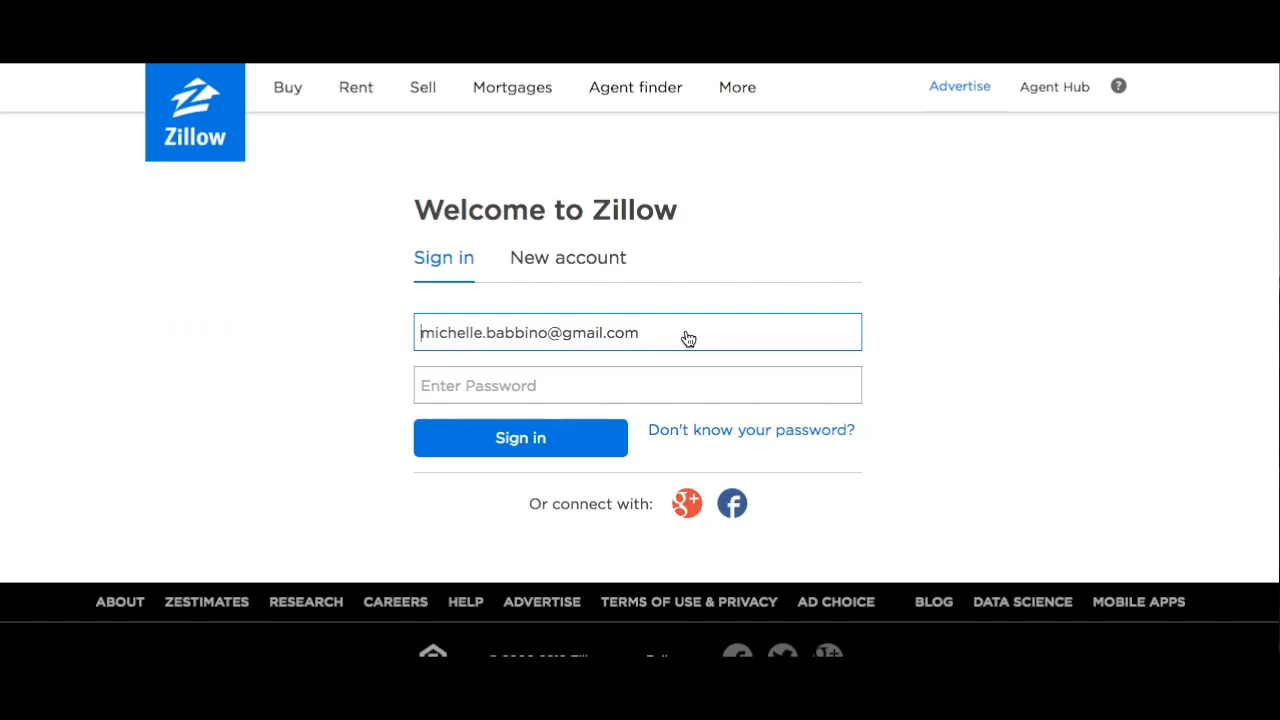 Buy Rent Sell Mortgages Agent finder More Advertise Agent Hub ?
Zillow
Welcome to Zillow
Sign in New account
michelle.babbino@gmail.com
Enter Password
Sign in Don't know your password?
Or connect with: g+ f
ABOUT ZESTIMATES RESEARCH CAREERS HELP ADVERTISE TERMS OF USE & PRIVACY AD CHOICE BLOG DATA SCIENCE MOBILE APPS